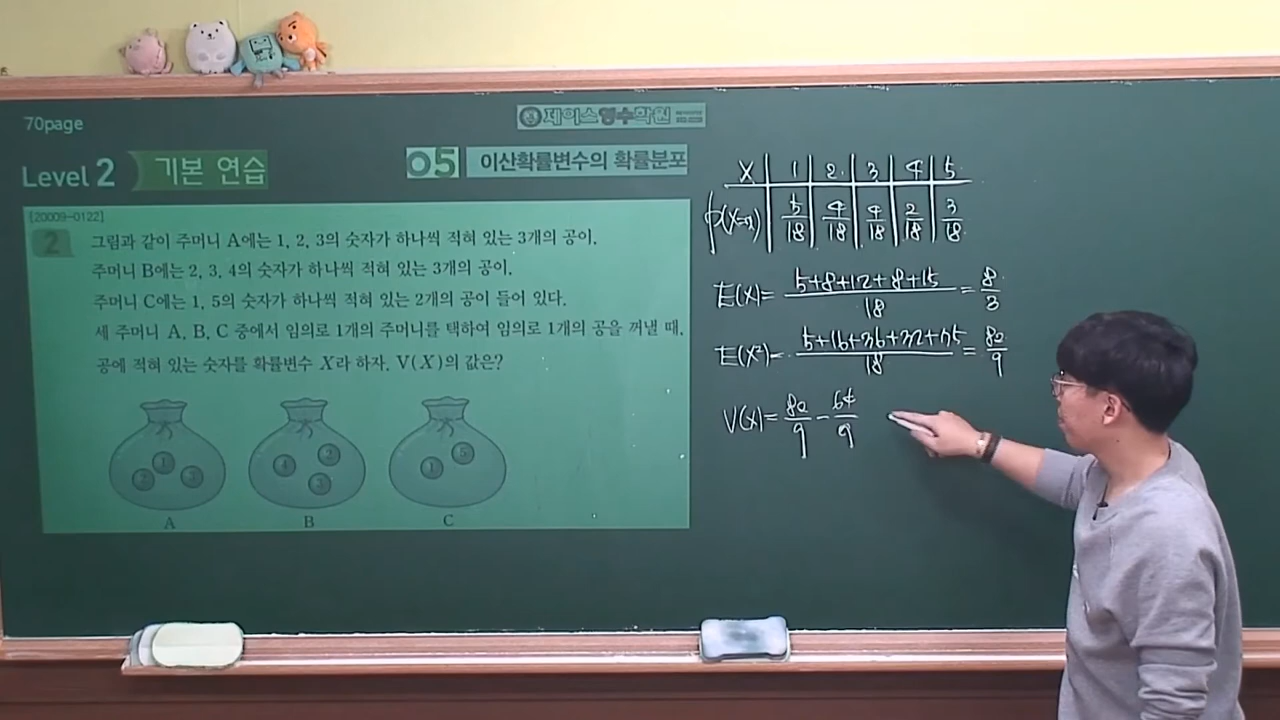 70page
제이스영수학원
Level 2 기본 연습
05 이산확률변수의 확률분포
[20009-0122]
2 그림과 같이 주머니 A에는 1, 2, 3의 숫자가 하나씩 적혀 있는 3개의 공이,
주머니 B에는 2, 3, 4의 숫자가 하나씩 적혀 있는 3개의 공이,
주머니 C에는 1, 5의 숫자가 하나씩 적혀 있는 2개의 공이 들어 있다.
세 주머니 A, B, C 중에서 임의로 1개의 주머니를 택하여 임의로 1개의 공을 꺼낼 때,
공에 적혀 있는 숫자를 확률변수 X라 하자. V(X)의 값은?
1 2 3
4 2 3
1 5
A B C
X 1 2 3 4 5
P(X=x) 5/18 4/18 4/18 2/18 3/18
E(X)= 5+8+12+8+15/18 = 8/3
E(X²)= 5+16+36+32+75/18 = 80/9
V(X)= 80/9 - 64/9